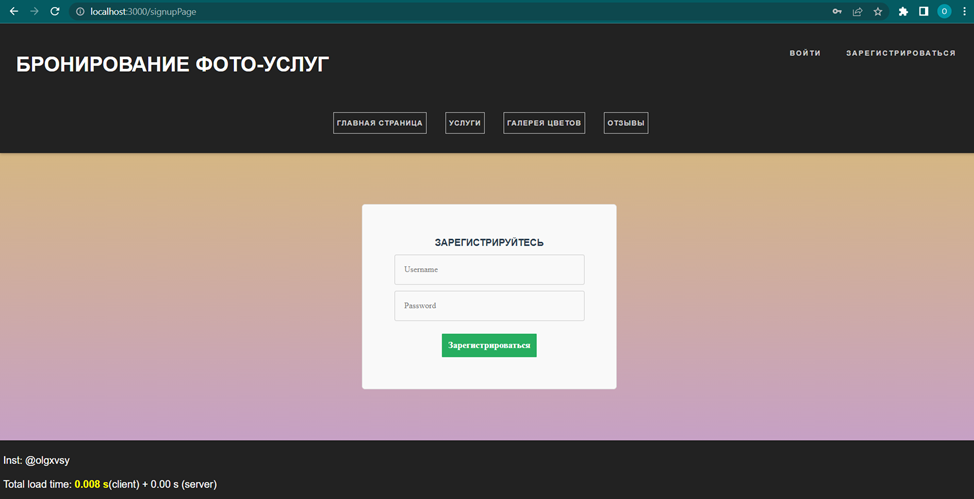 localhost:3000/signupPage
O
БРОНИРОВАНИЕ ФОТО-УСЛУГ
ВОЙТИ
ЗАРЕГИСТРИРОВАТЬСЯ
ГЛАВНАЯ СТРАНИЦА
УСЛУГИ
ГАЛЕРЕЯ ЦВЕТОВ
ОТЗЫВЫ
ЗАРЕГИСТРИРУЙТЕСЬ
Username
Password
Зарегистрироваться
Inst: @olgxvsy
Total load time: 0.008 s(client) + 0.00 s (server)